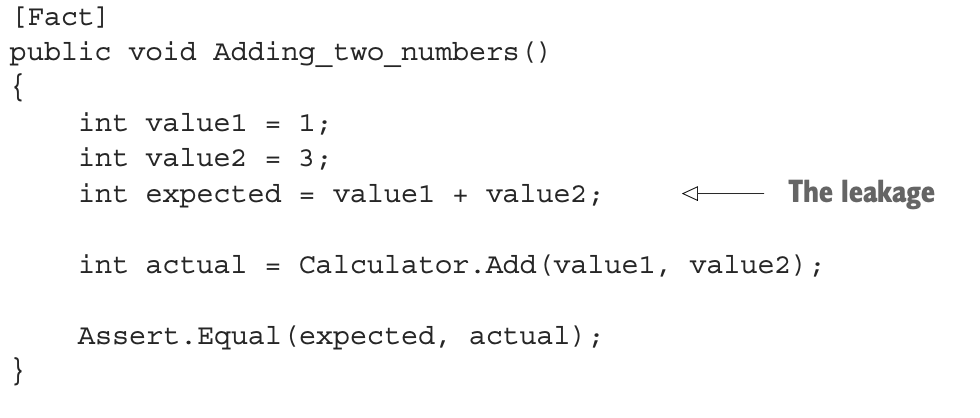 [Fact]
public void Adding_two_numbers()
{
    int value1 = 1;
    int value2 = 3;
    int expected = value1 + value2; The leakage
    int actual = Calculator.Add(value1, value2);
    Assert.Equal(expected, actual);
}